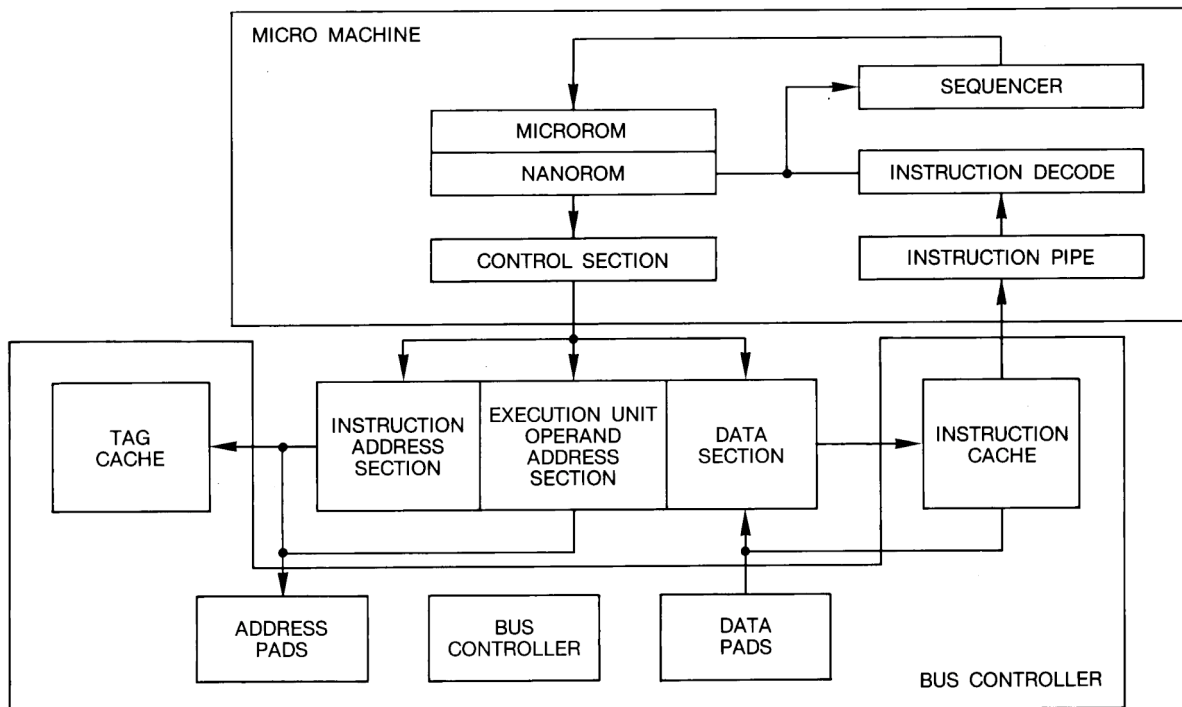 MICRO MACHINE
SEQUENCER
MICROROM
NANOROM
INSTRUCTION DECODE
CONTROL SECTION
INSTRUCTION PIPE
TAG
CACHE
INSTRUCTION
ADDRESS
SECTION
EXECUTION UNIT
OPERAND
ADDRESS
SECTION
DATA
SECTION
INSTRUCTION
CACHE
ADDRESS
PADS
BUS
CONTROLLER
DATA
PADS
BUS CONTROLLER